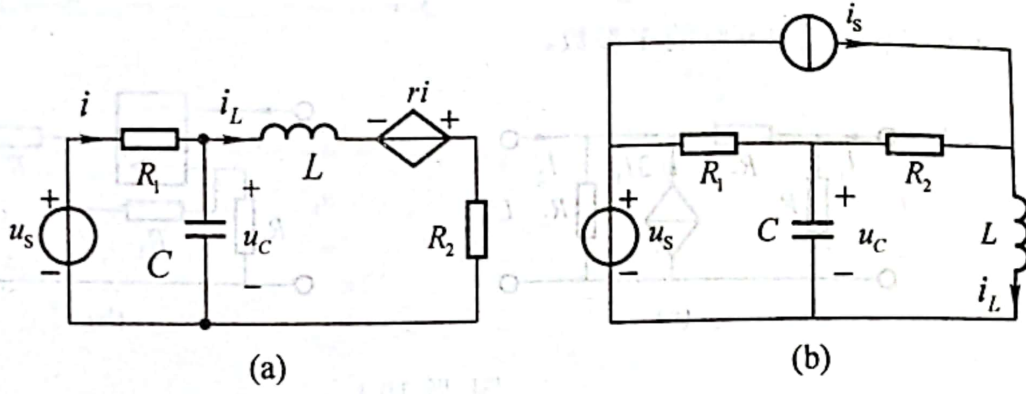 i_S
i
i_L
ri
−
+
R_1
L
R_1
R_2
+
u_S
−
C
+
u_C
−
R_2
+
u_S
−
C
+
u_C
−
L
i_L
(a)
(b)